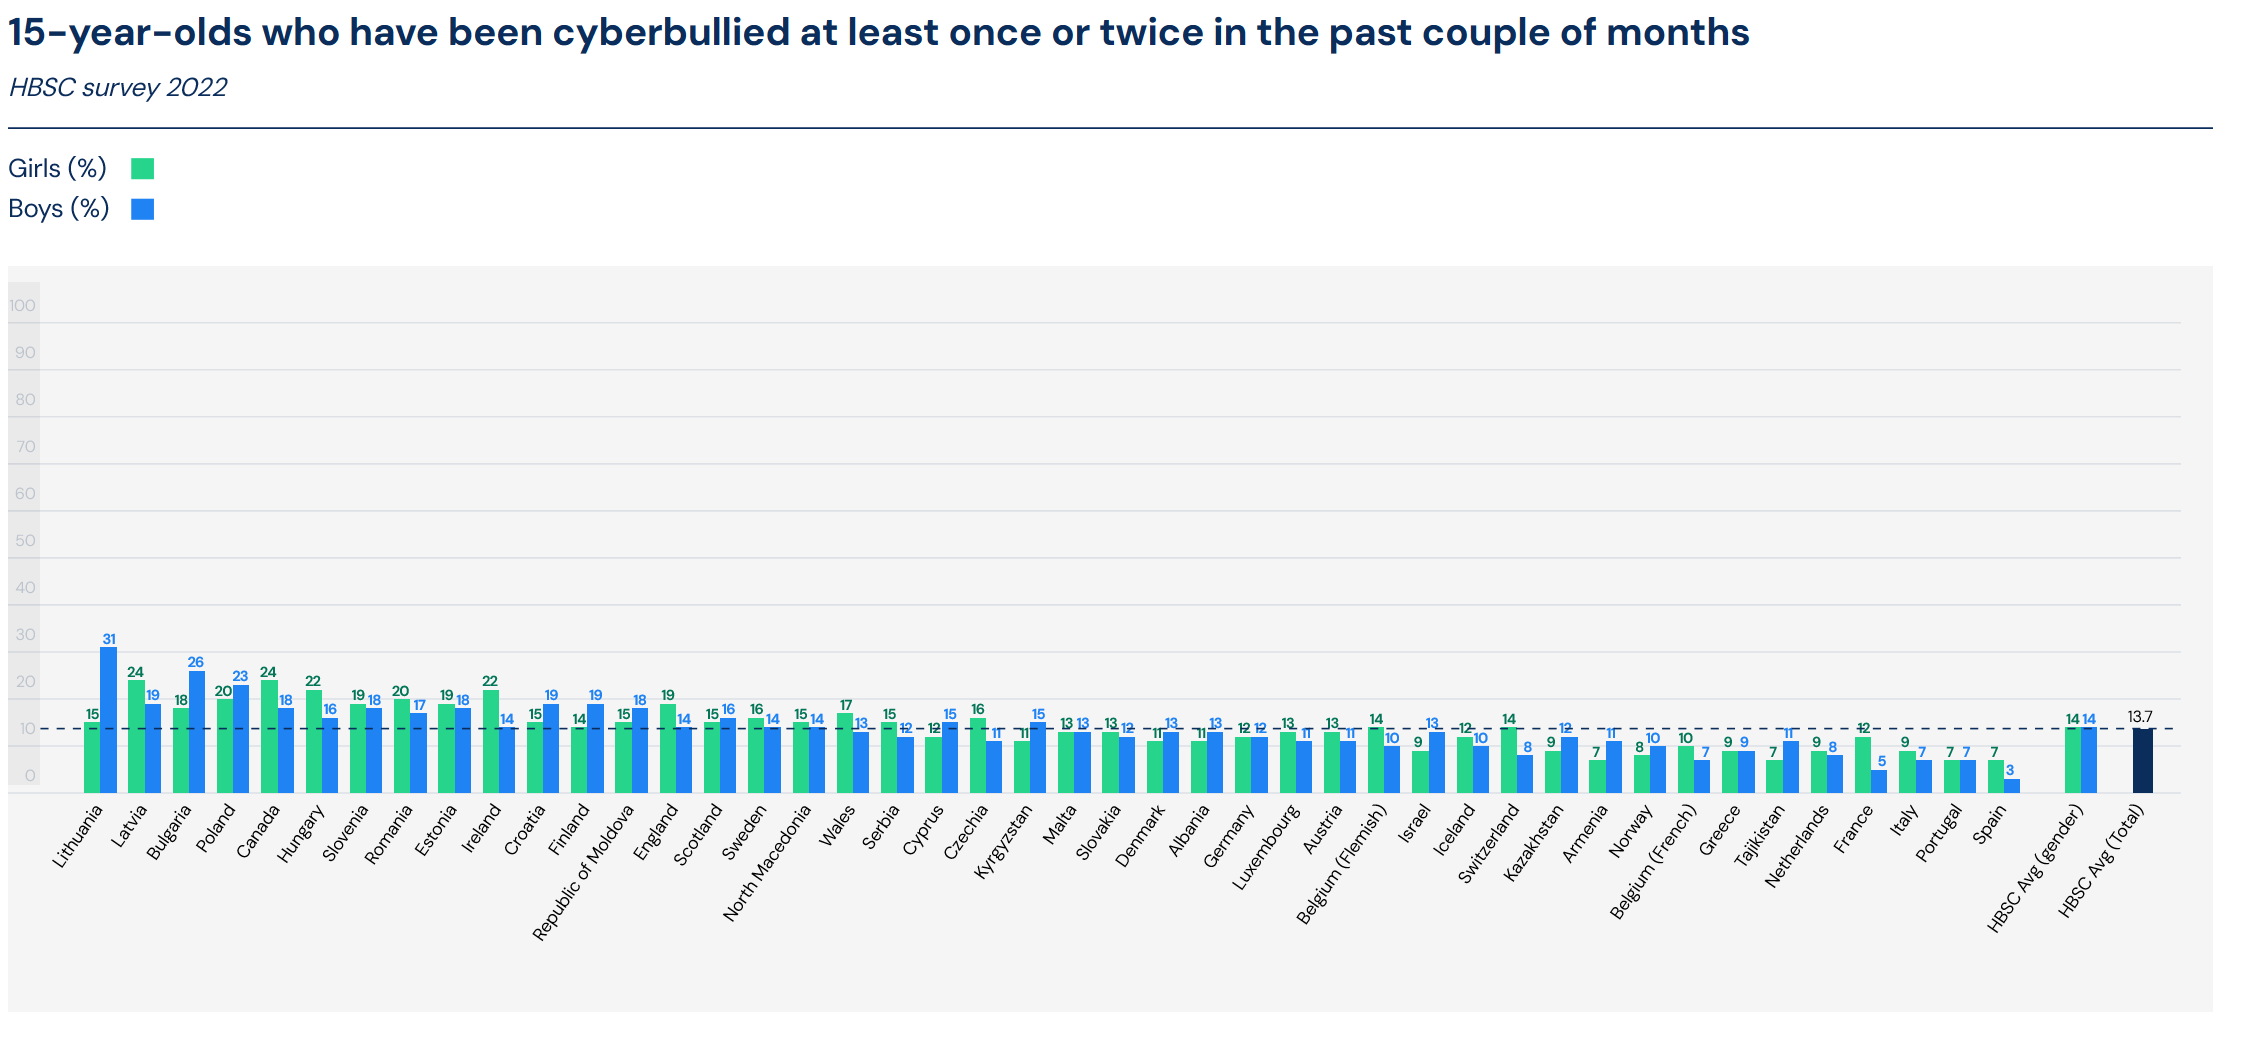 15-year-olds who have been cyberbullied at least once or twice in the past couple of months
HBSC survey 2022
Girls (%)
Boys (%)
100
90
80
70
60
50
40
30
20
10
0
15 31 24 19 18 26 20 23 24 18 22 16 19 18 20 17 19 18 22 14 15 19 14 19 15 18 19 14 15 16 16 14 15 14 17 13 15 12 12 15 16 11 11 15 13 13 13 12 11 13 11 13 12 12 13 11 13 11 14 10 9 13 12 10 14 8 9 12 7 11 8 10 10 7 9 9 7 11 9 8 12 5 9 7 7 7 7 3 14 14 13.7
Lithuania
Latvia
Bulgaria
Poland
Canada
Hungary
Slovenia
Romania
Estonia
Ireland
Croatia
Finland
Republic of Moldova
England
Scotland
Sweden
North Macedonia
Wales
Serbia
Cyprus
Czechia
Kyrgyzstan
Malta
Slovakia
Denmark
Albania
Germany
Luxembourg
Austria
Belgium (Flemish)
Israel
Iceland
Switzerland
Kazakhstan
Armenia
Norway
Belgium (French)
Greece
Tajikistan
Netherlands
France
Italy
Portugal
Spain
HBSC Avg (gender)
HBSC Avg (Total)